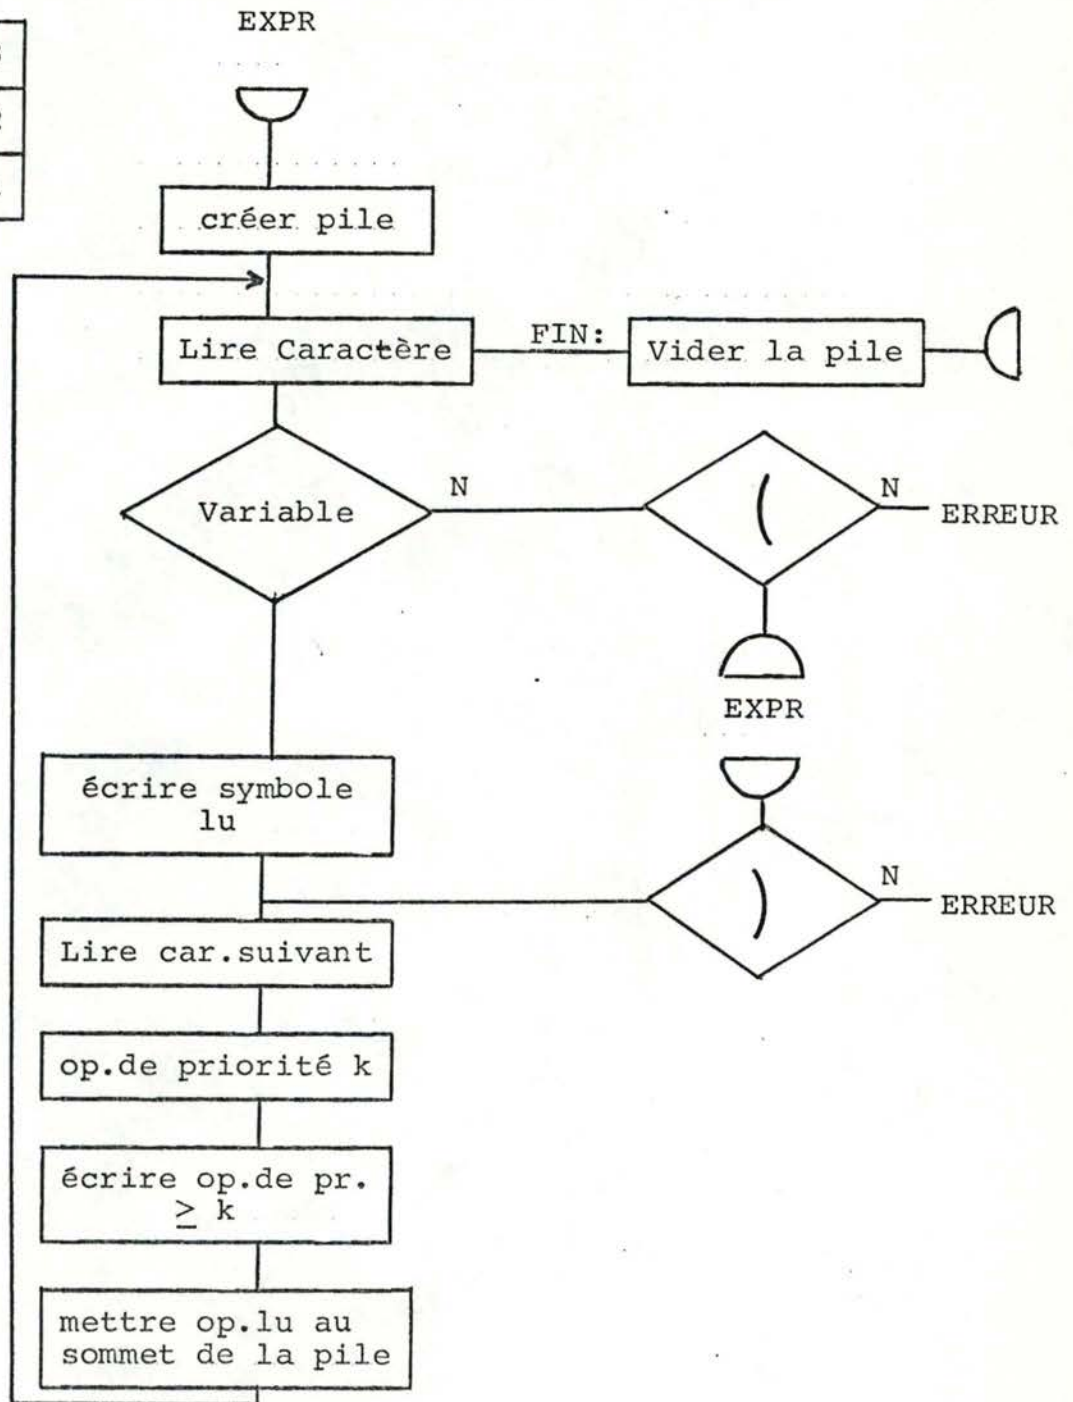 EXPR
créer pile
Lire Caractère
FIN:
Vider la pile
Variable
N
(
N
ERREUR
EXPR
écrire symbole
lu
)
N
ERREUR
Lire car.suivant
op.de priorité k
écrire op.de pr.
≥ k
mettre op.lu au
sommet de la pile